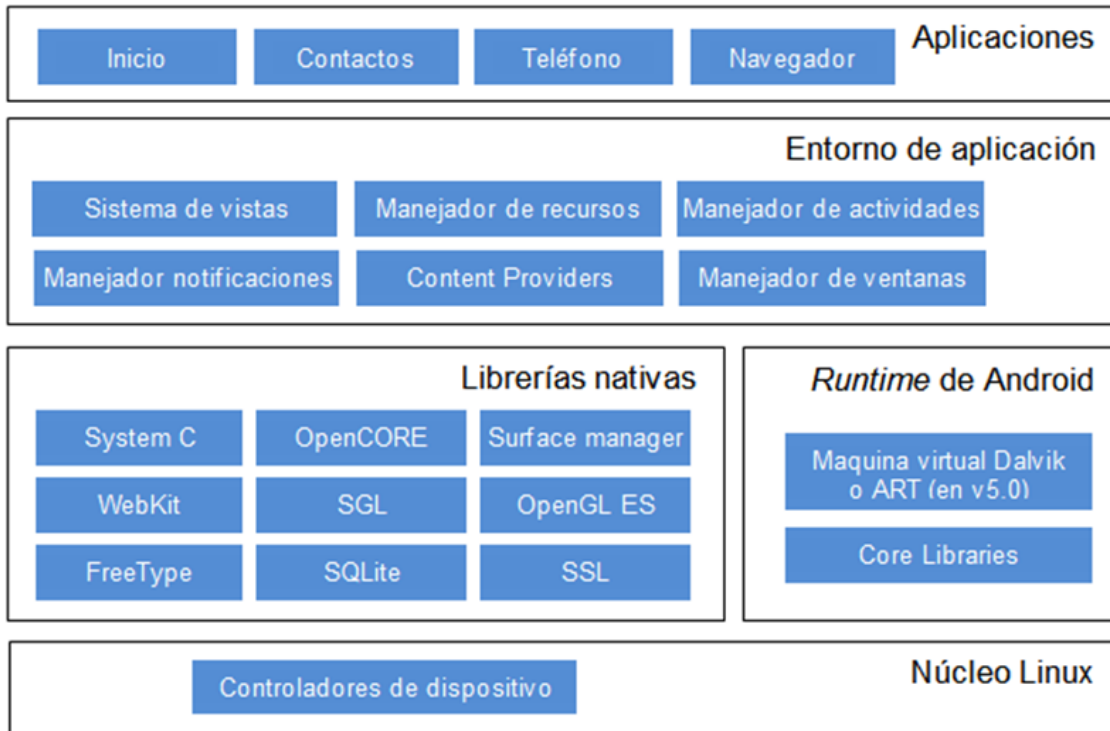 Aplicaciones
Inicio
Contactos
Teléfono
Navegador
Entorno de aplicación
Sistema de vistas
Manejador de recursos
Manejador de actividades
Manejador notificaciones
Content Providers
Manejador de ventanas
Librerías nativas
System C
OpenCORE
Surface manager
WebKit
SGL
OpenGL ES
FreeType
SQLite
SSL
Runtime de Android
Maquina virtual Dalvik
o ART (en v5.0)
Core Libraries
Núcleo Linux
Controladores de dispositivo